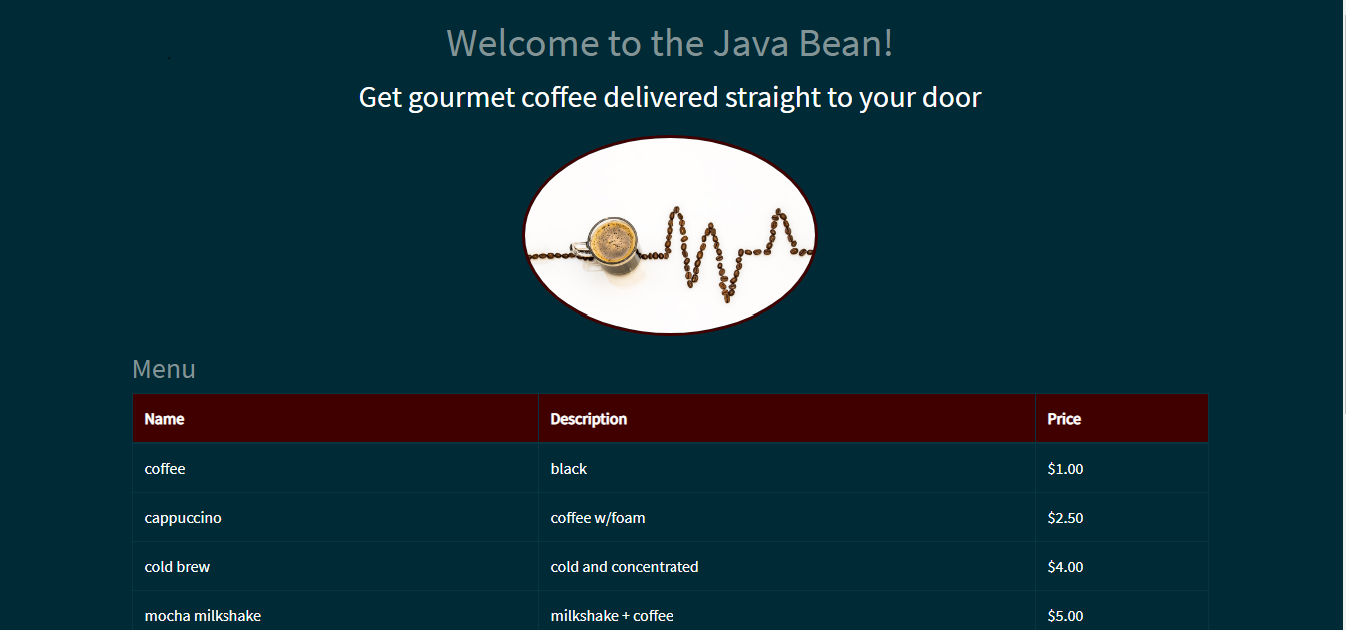 Welcome to the Java Bean!
Get gourmet coffee delivered straight to your door
Menu
Name Description Price
coffee black $1.00
cappuccino coffee w/foam $2.50
cold brew cold and concentrated $4.00
mocha milkshake milkshake + coffee $5.00